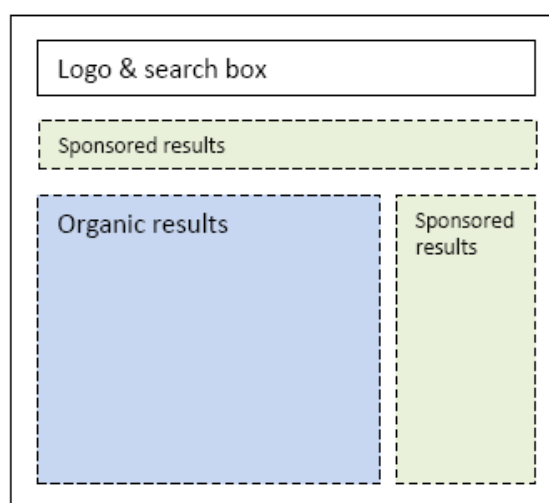 Logo & search box
Sponsored results
Organic results
Sponsored
results